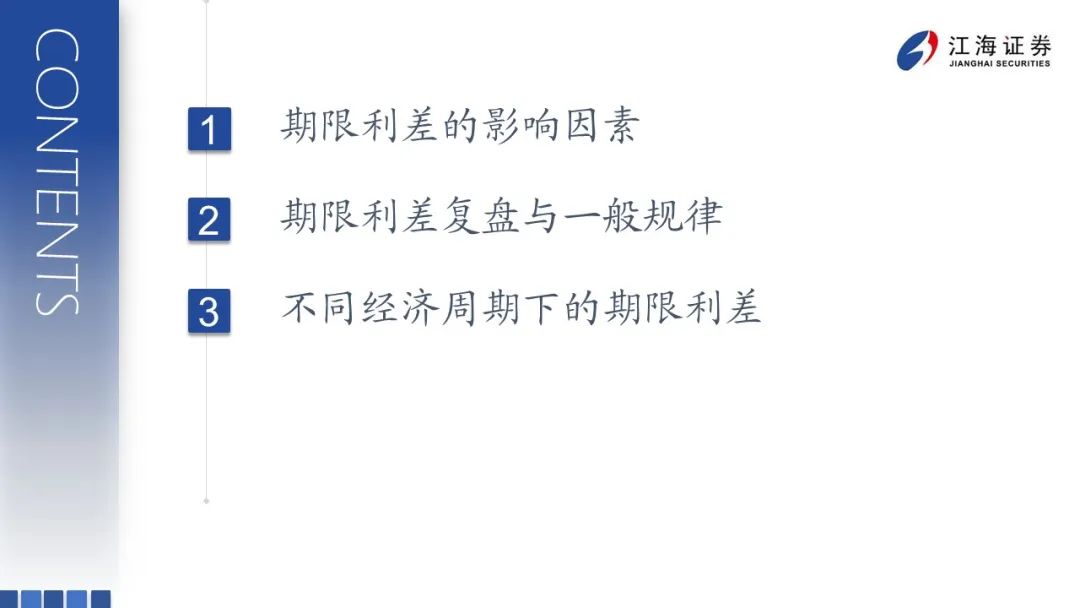 CONTENTS
江海证券
JIANGHAI SECURITIES
1 期限利差的影响因素
2 期限利差复盘与一般规律
3 不同经济周期下的期限利差